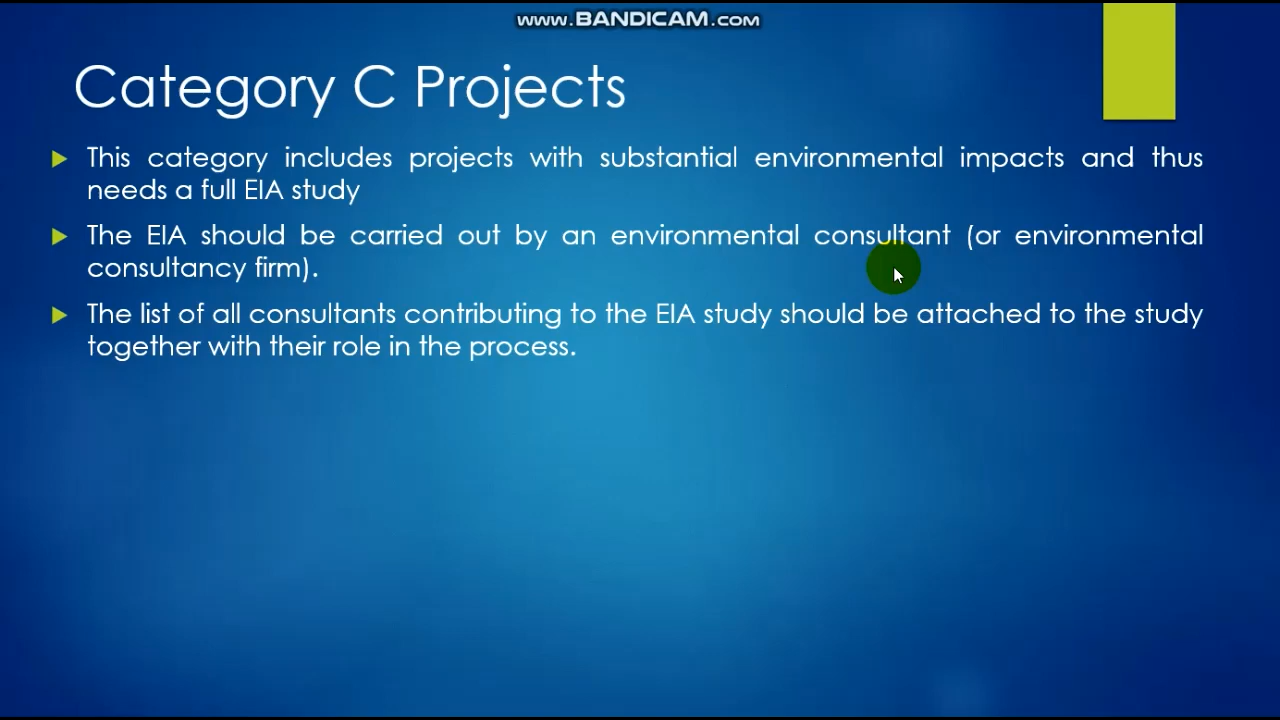 www.BANDICAM.com
Category C Projects
This category includes projects with substantial environmental impacts and thus
needs a full EIA study
The EIA should be carried out by an environmental consultant (or environmental
consultancy firm).
The list of all consultants contributing to the EIA study should be attached to the study
together with their role in the process.